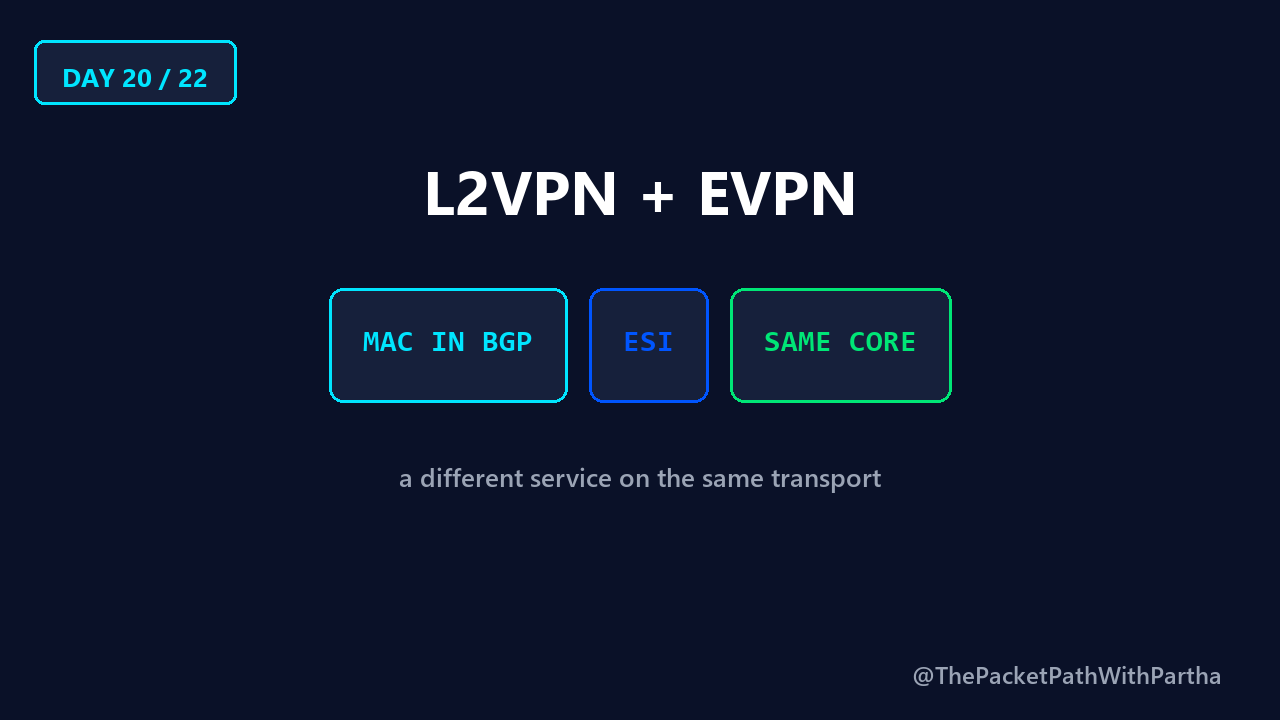 DAY 20 / 22
L2VPN + EVPN
MAC IN BGP
ESI
SAME CORE
a different service on the same transport
@ThePacketPathWithPartha